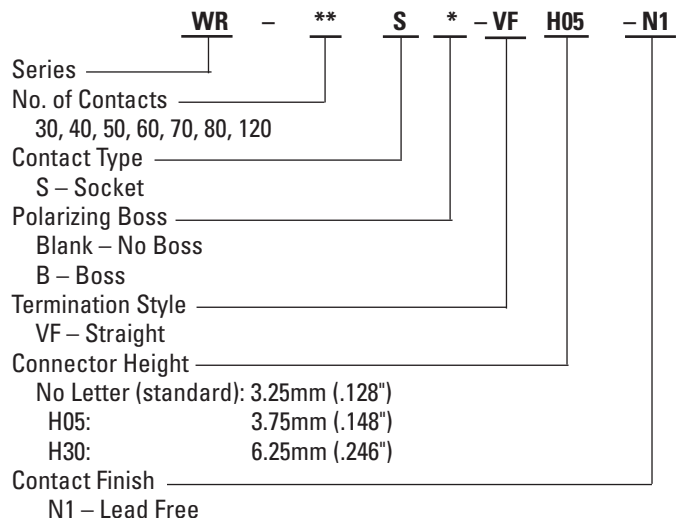 WR – ** S * – VF H05 – N1
Series
No. of Contacts
30, 40, 50, 60, 70, 80, 120
Contact Type
S – Socket
Polarizing Boss
Blank – No Boss
B – Boss
Termination Style
VF – Straight
Connector Height
No Letter (standard): 3.25mm (.128")
H05: 3.75mm (.148")
H30: 6.25mm (.246")
Contact Finish
N1 – Lead Free